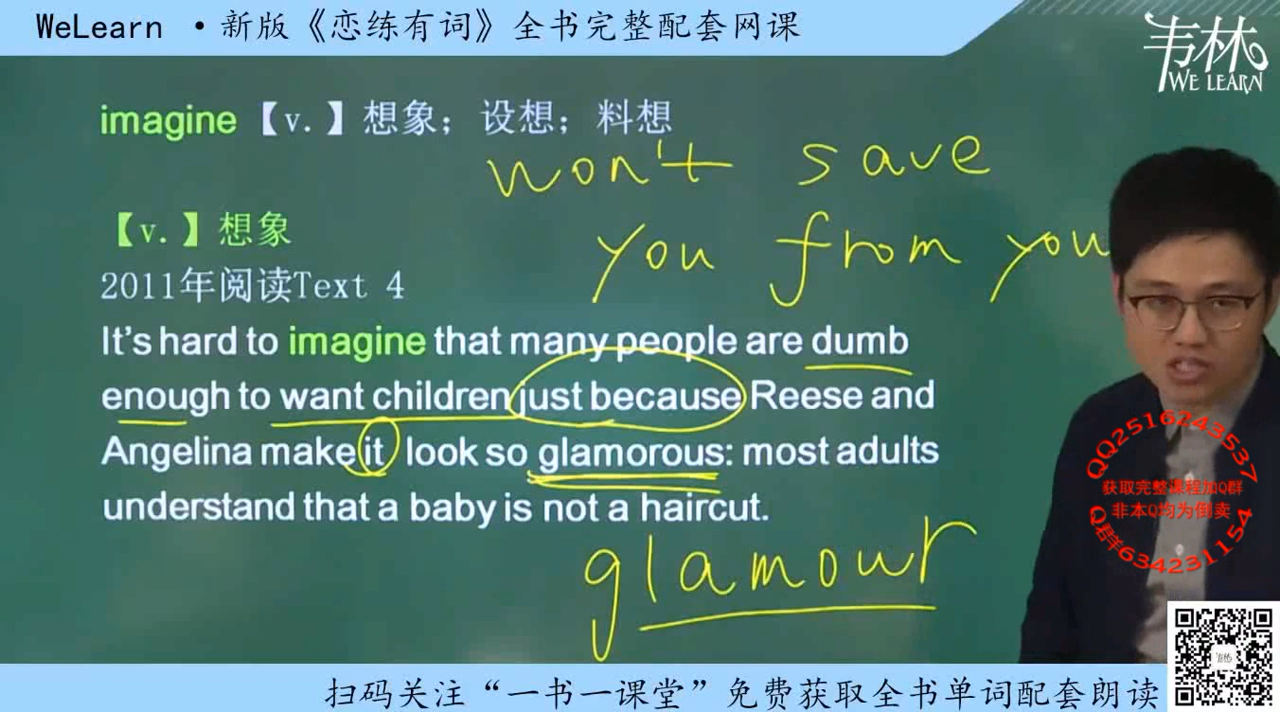 WeLearn ·新版《恋练有词》全书完整配套网课
韦林
WE LEARN
imagine【v.】想象；设想；料想
won't save
you from you
【v.】想象
2011年阅读Text 4
It's hard to imagine that many people are dumb
enough to want children just because Reese and
Angelina make it look so glamorous: most adults
understand that a baby is not a haircut.
glamour
QQ2516243537
获取完整课程加Q群
非本Q均为倒卖
Q群634231154
扫码关注“一书一课堂”免费获取全书单词配套朗读